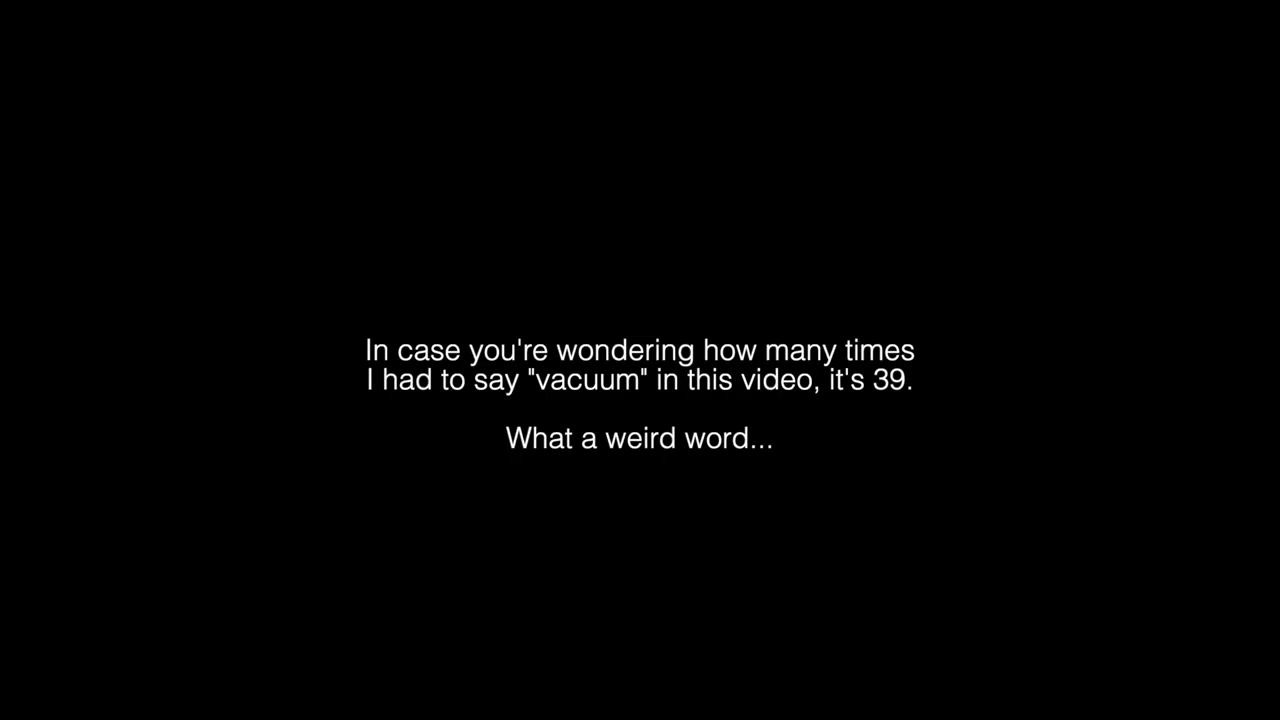 In case you're wondering how many times
I had to say "vacuum" in this video, it's 39.
What a weird word...